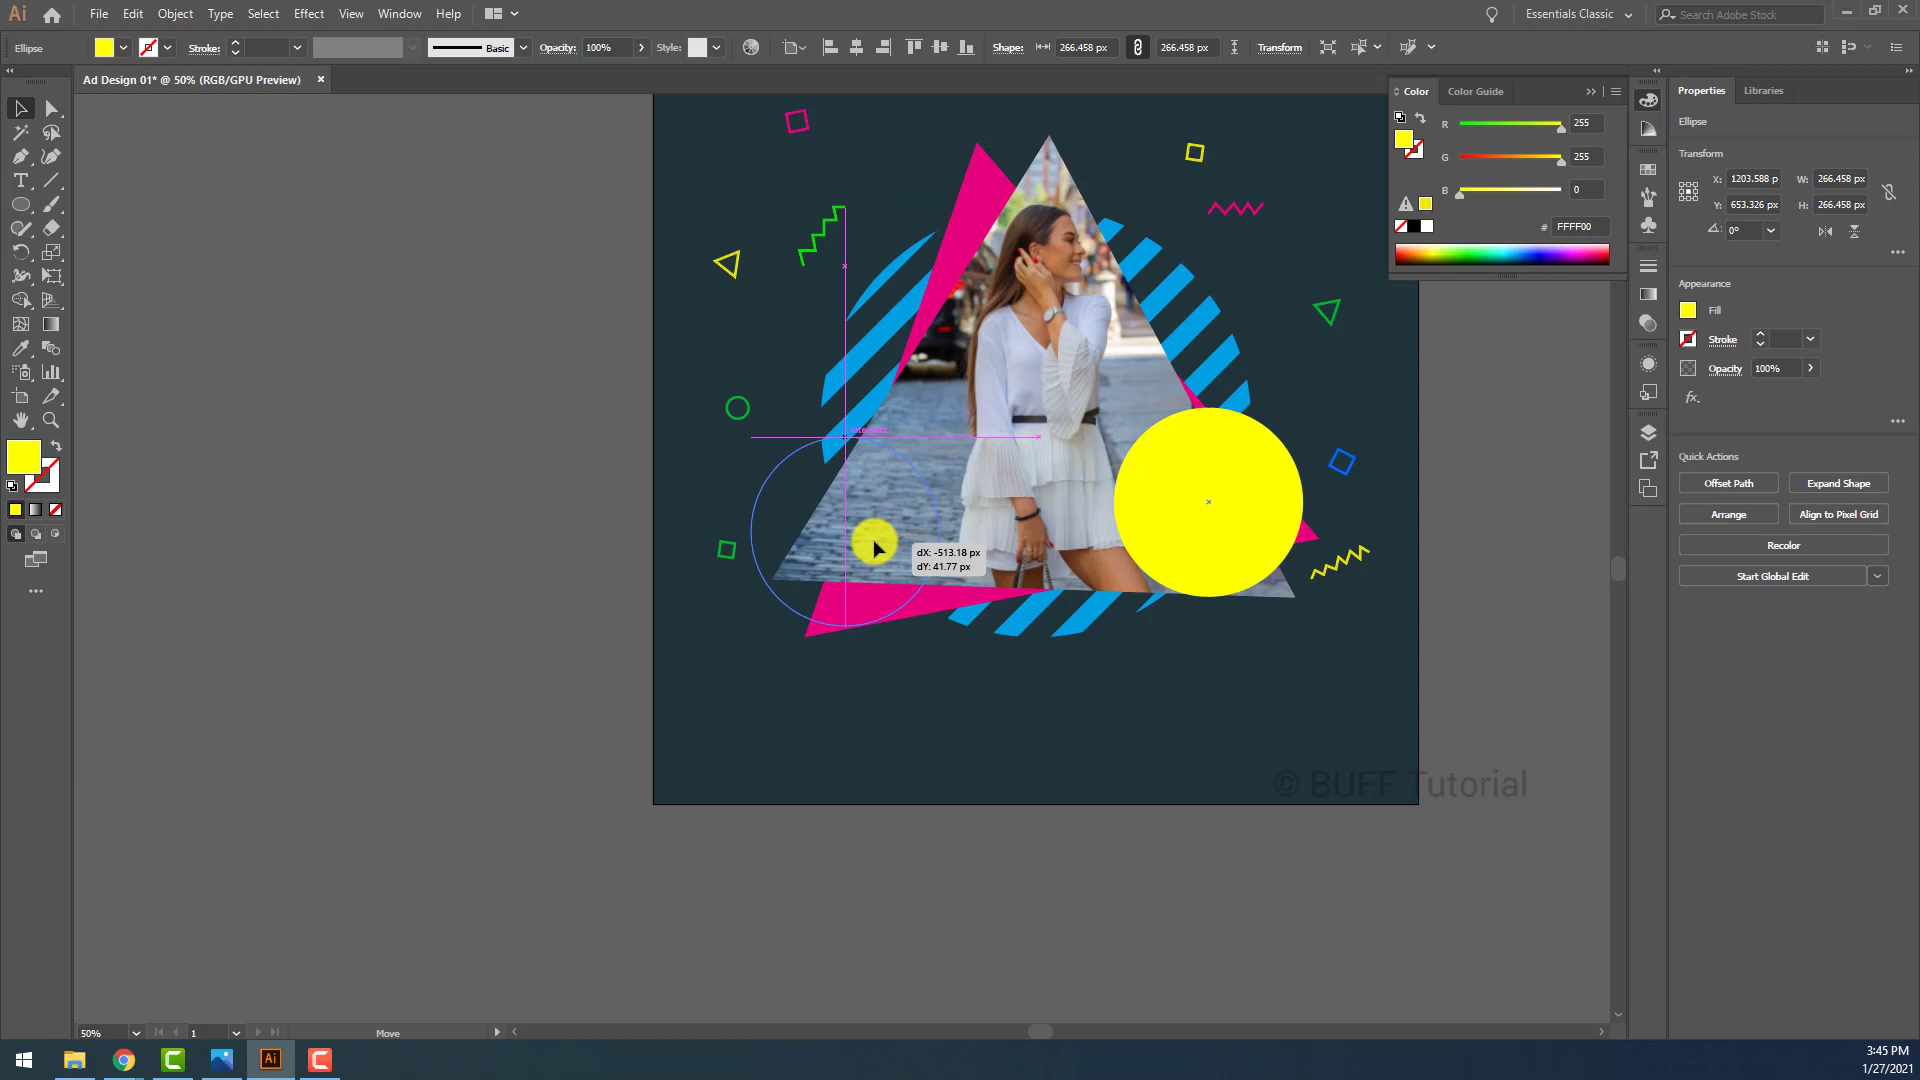 Ai File Edit Object Type Select Effect View Window Help Essentials Classic Search Adobe Stock
Ellipse Stroke: Basic Opacity: 100% Style: Shape: 266.458 px 266.458 px Transform
Ad Design 01* @ 50% (RGB/GPU Preview) ×
Color Color Guide
R 255
G 255
B 0
# FFFF00
Properties Libraries
Ellipse
Transform
X: 1203.588 p W: 266.458 px
Y: 653.326 px H: 266.458 px
0°
Appearance
Fill
Stroke
Opacity 100%
fx.
Quick Actions
Offset Path Expand Shape
Arrange Align to Pixel Grid
Recolor
Start Global Edit
intersect
dX: -513.18 px
dY: 41.77 px
© BUFF Tutorial
50% 1 Move
Ai
3:45 PM
1/27/2021